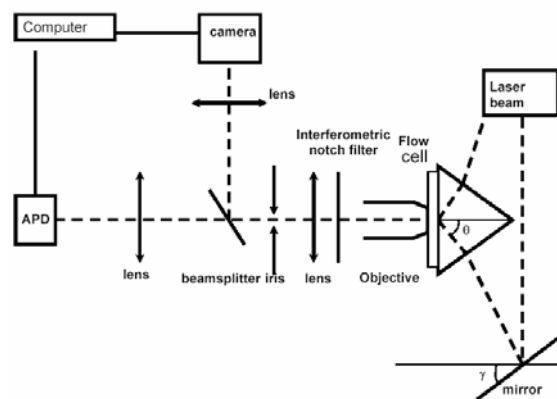 Computer
camera
lens
Laser
beam
Interferometric
notch filter
Flow
cell
APD
θ
lens
beamsplitter iris
lens
Objective
γ
mirror